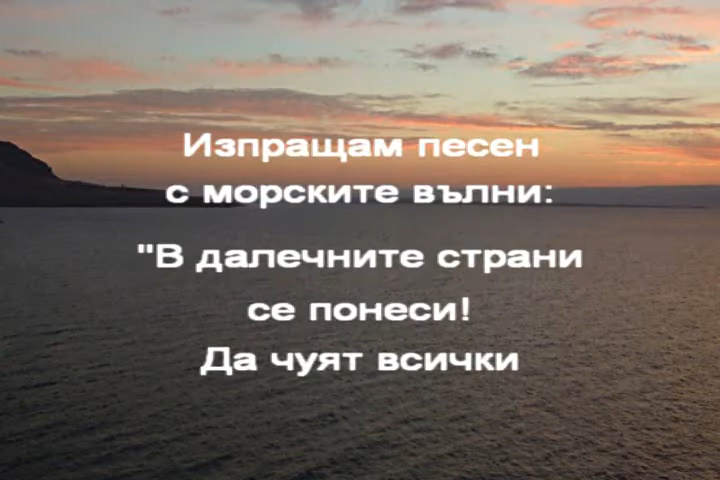 Изпращам песен
с морските вълни:
"В далечните страни
се понеси!
Да чуят всички